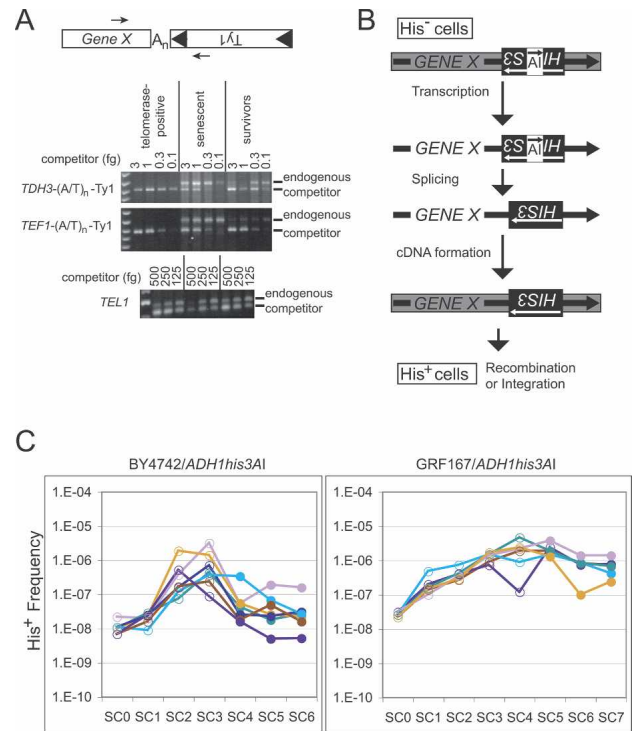 A
Gene X
An
Ty1
telomerase-
positive
senescent
survivors
competitor (fg)
3 1 0.3 0.1 3 1 0.3 0.1 3 1 0.3 0.1
TDH3-(A/T)n-Ty1
endogenous
competitor
TEF1-(A/T)n-Ty1
endogenous
competitor
competitor (fg)
500 250 125 500 250 125 500 250 125
TEL1
endogenous
competitor
B
His- cells
GENE X HIS3 AI
Transcription
GENE X HIS3 AI
Splicing
GENE X HIS3
cDNA formation
GENE X HIS3
His+ cells
Recombination
or Integration
C
BY4742/ADH1his3AI
GRF167/ADH1his3AI
His+ Frequency
1.E-04
1.E-05
1.E-06
1.E-07
1.E-08
1.E-09
1.E-10
SC0 SC1 SC2 SC3 SC4 SC5 SC6
1.E-04
1.E-05
1.E-06
1.E-07
1.E-08
1.E-09
1.E-10
SC0 SC1 SC2 SC3 SC4 SC5 SC6 SC7